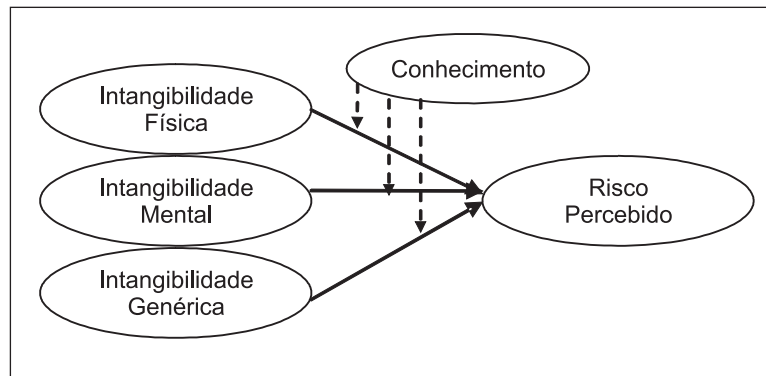 Conhecimento
Intangibilidade
Física
Intangibilidade
Mental
Risco
Percebido
Intangibilidade
Genérica